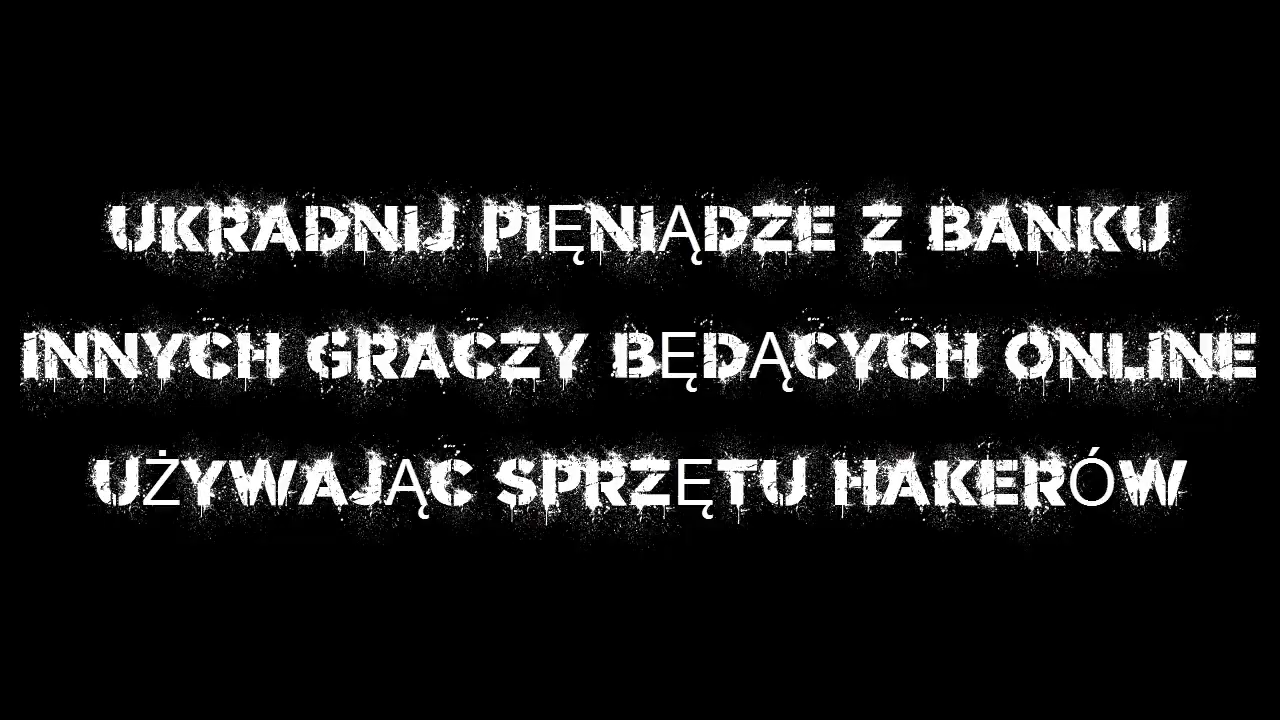 UKRADNIJ PIĘNIĄDZE Z BANKU
INNYCH GRACZY BĘDĄCYCH ONLINE
UŻYWAJĄC SPRZĘTU HAKERÓW